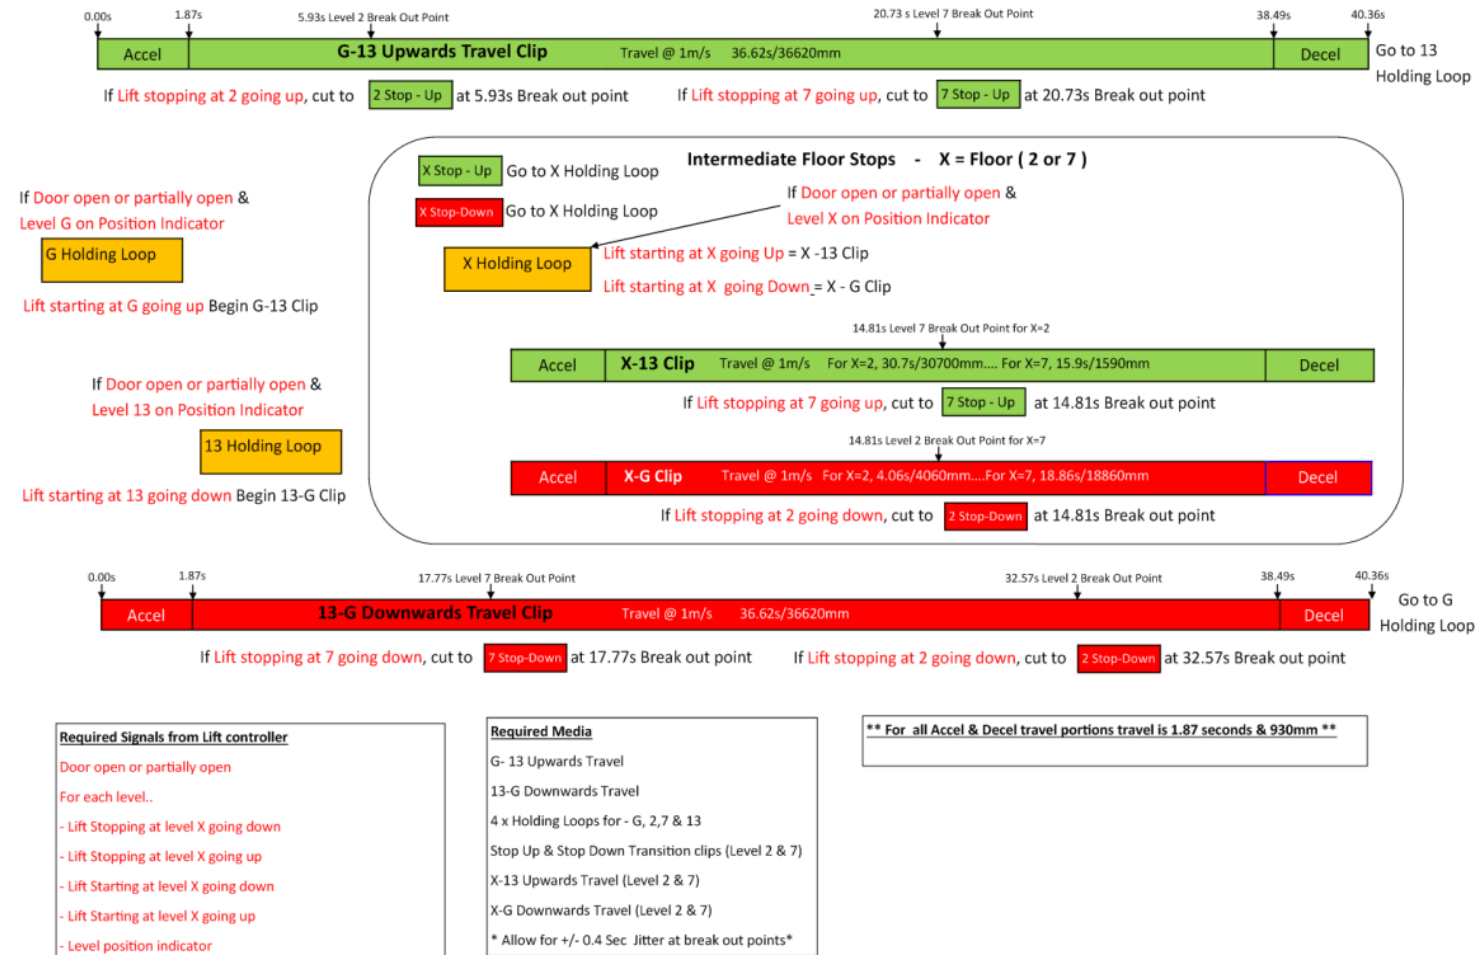 0.00s 1.87s 5.93s Level 2 Break Out Point 20.73 s Level 7 Break Out Point 38.49s 40.36s
Accel G-13 Upwards Travel Clip Travel @ 1m/s 36.62s/36620mm Decel Go to 13
Holding Loop
If Lift stopping at 2 going up, cut to 2 Stop - Up at 5.93s Break out point If Lift stopping at 7 going up, cut to 7 Stop - Up at 20.73s Break out point
Intermediate Floor Stops - X = Floor ( 2 or 7 )
X Stop - Up Go to X Holding Loop
X Stop-Down Go to X Holding Loop
If Door open or partially open &
Level X on Position Indicator
X Holding Loop
Lift starting at X going Up = X -13 Clip
Lift starting at X going Down = X - G Clip
If Door open or partially open &
Level G on Position Indicator
G Holding Loop
Lift starting at G going up Begin G-13 Clip
If Door open or partially open &
Level 13 on Position Indicator
13 Holding Loop
Lift starting at 13 going down Begin 13-G Clip
14.81s Level 7 Break Out Point for X=2
Accel X-13 Clip Travel @ 1m/s For X=2, 30.7s/30700mm.... For X=7, 15.9s/1590mm Decel
If Lift stopping at 7 going up, cut to 7 Stop - Up at 14.81s Break out point
14.81s Level 2 Break Out Point for X=7
Accel X-G Clip Travel @ 1m/s For X=2, 4.06s/4060mm....For X=7, 18.86s/18860mm Decel
If Lift stopping at 2 going down, cut to 2 Stop-Down at 14.81s Break out point
0.00s 1.87s 17.77s Level 7 Break Out Point 32.57s Level 2 Break Out Point 38.49s 40.36s
Accel 13-G Downwards Travel Clip Travel @ 1m/s 36.62s/36620mm Decel Go to G
Holding Loop
If Lift stopping at 7 going down, cut to 7 Stop-Down at 17.77s Break out point If Lift stopping at 2 going down, cut to 2 Stop-Down at 32.57s Break out point
Required Signals from Lift controller
Door open or partially open
For each level..
- Lift Stopping at level X going down
- Lift Stopping at level X going up
- Lift Starting at level X going down
- Lift Starting at level X going up
- Level position indicator
Required Media
G- 13 Upwards Travel
13-G Downwards Travel
4 x Holding Loops for - G, 2,7 & 13
Stop Up & Stop Down Transition clips (Level 2 & 7)
X-13 Upwards Travel (Level 2 & 7)
X-G Downwards Travel (Level 2 & 7)
* Allow for +/- 0.4 Sec Jitter at break out points*
** For all Accel & Decel travel portions travel is 1.87 seconds & 930mm **